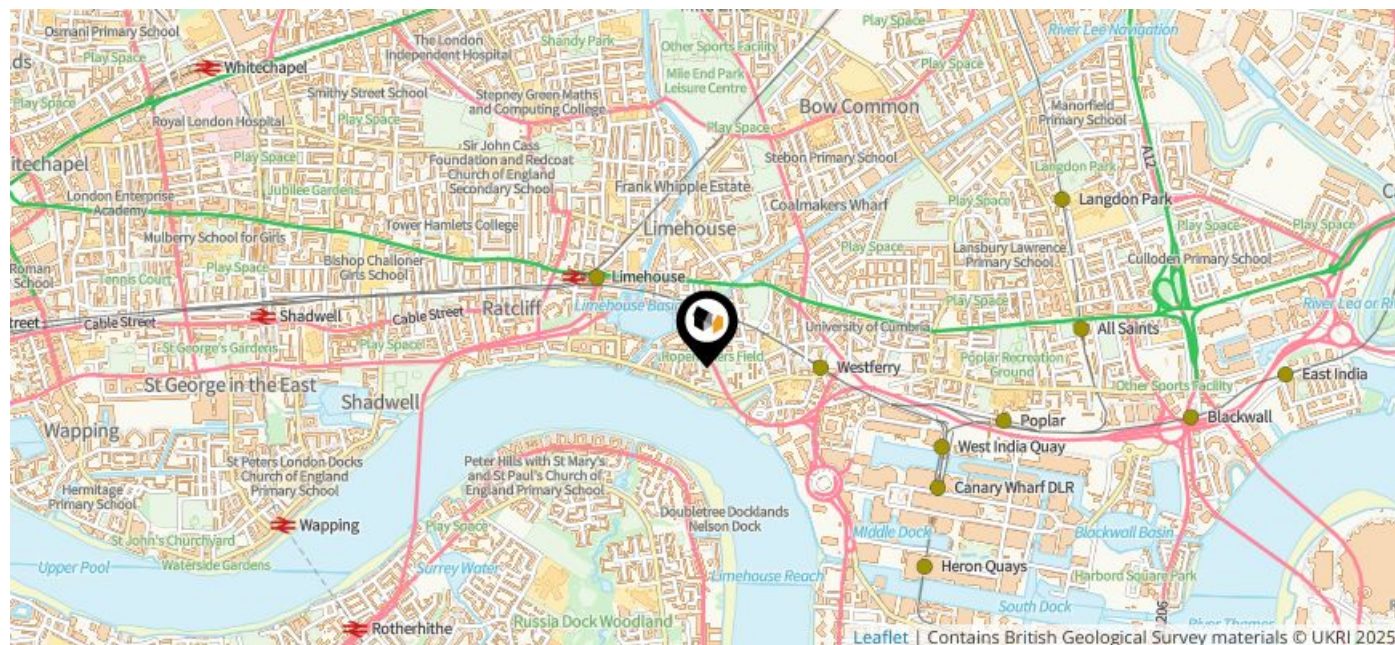 Mile End
Osmani Primary School
Play Space
ds
Play Space
Whitechapel
The London
Independent Hospital
Shandy Park
Other Sports Facility
Mile End Park
Leisure Centre
Play Space
River Lee Navigation
Play Space
Play Space
Smithy Street School
Stepney Green Maths
and Computing College
Bow Common
Manorfield
Primary School
A12
Royal London Hospital
Play Space
Play Space
itechapel
Play Space
Sir John Cass
Foundation and Redcoat
Church of England
Secondary School
Stebon Primary School
Langdon Park
London Enterprise
Academy
Jubilee Gardens
Frank Whipple Estate
Coalmakers Wharf
Play Space
Langdon Park
Mulberry School for Girls
Tower Hamlets College
Limehouse
Play Space
Play Space
Roman
School
Tennis Court
Play Space
Bishop Challoner
Girls School
Play Space
Lansbury Lawrence
Primary School
Culloden Primary School
Limehouse
treet
Cable Street
Shadwell
Cable Street
Ratcliff
Limehouse Basin
University of Cumbria
All Saints
St George's Gardens
Play Space
Ropemakers Field
Westferry
Poplar Recreation
Ground
East India
St George in the East
Shadwell
Other Sports Facility
Wapping
Poplar
Blackwall
West India Quay
Hermitage
Primary School
St Peters London Docks
Church of England
Primary School
Peter Hills with St Mary's
and St Paul's Church of
England Primary School
Canary Wharf DLR
Wapping
Play Space
Doubletree Docklands
Nelson Dock
Middle Dock
Blackwall Basin
St John's Churchyard
Waterside Gardens
Upper Pool
Surrey Water
Limehouse Reach
Heron Quays
Harbord Square Park
South Dock
Rotherhithe
Russia Dock Woodland
River Thames
Leaflet | Contains British Geological Survey materials © UKRI 2025